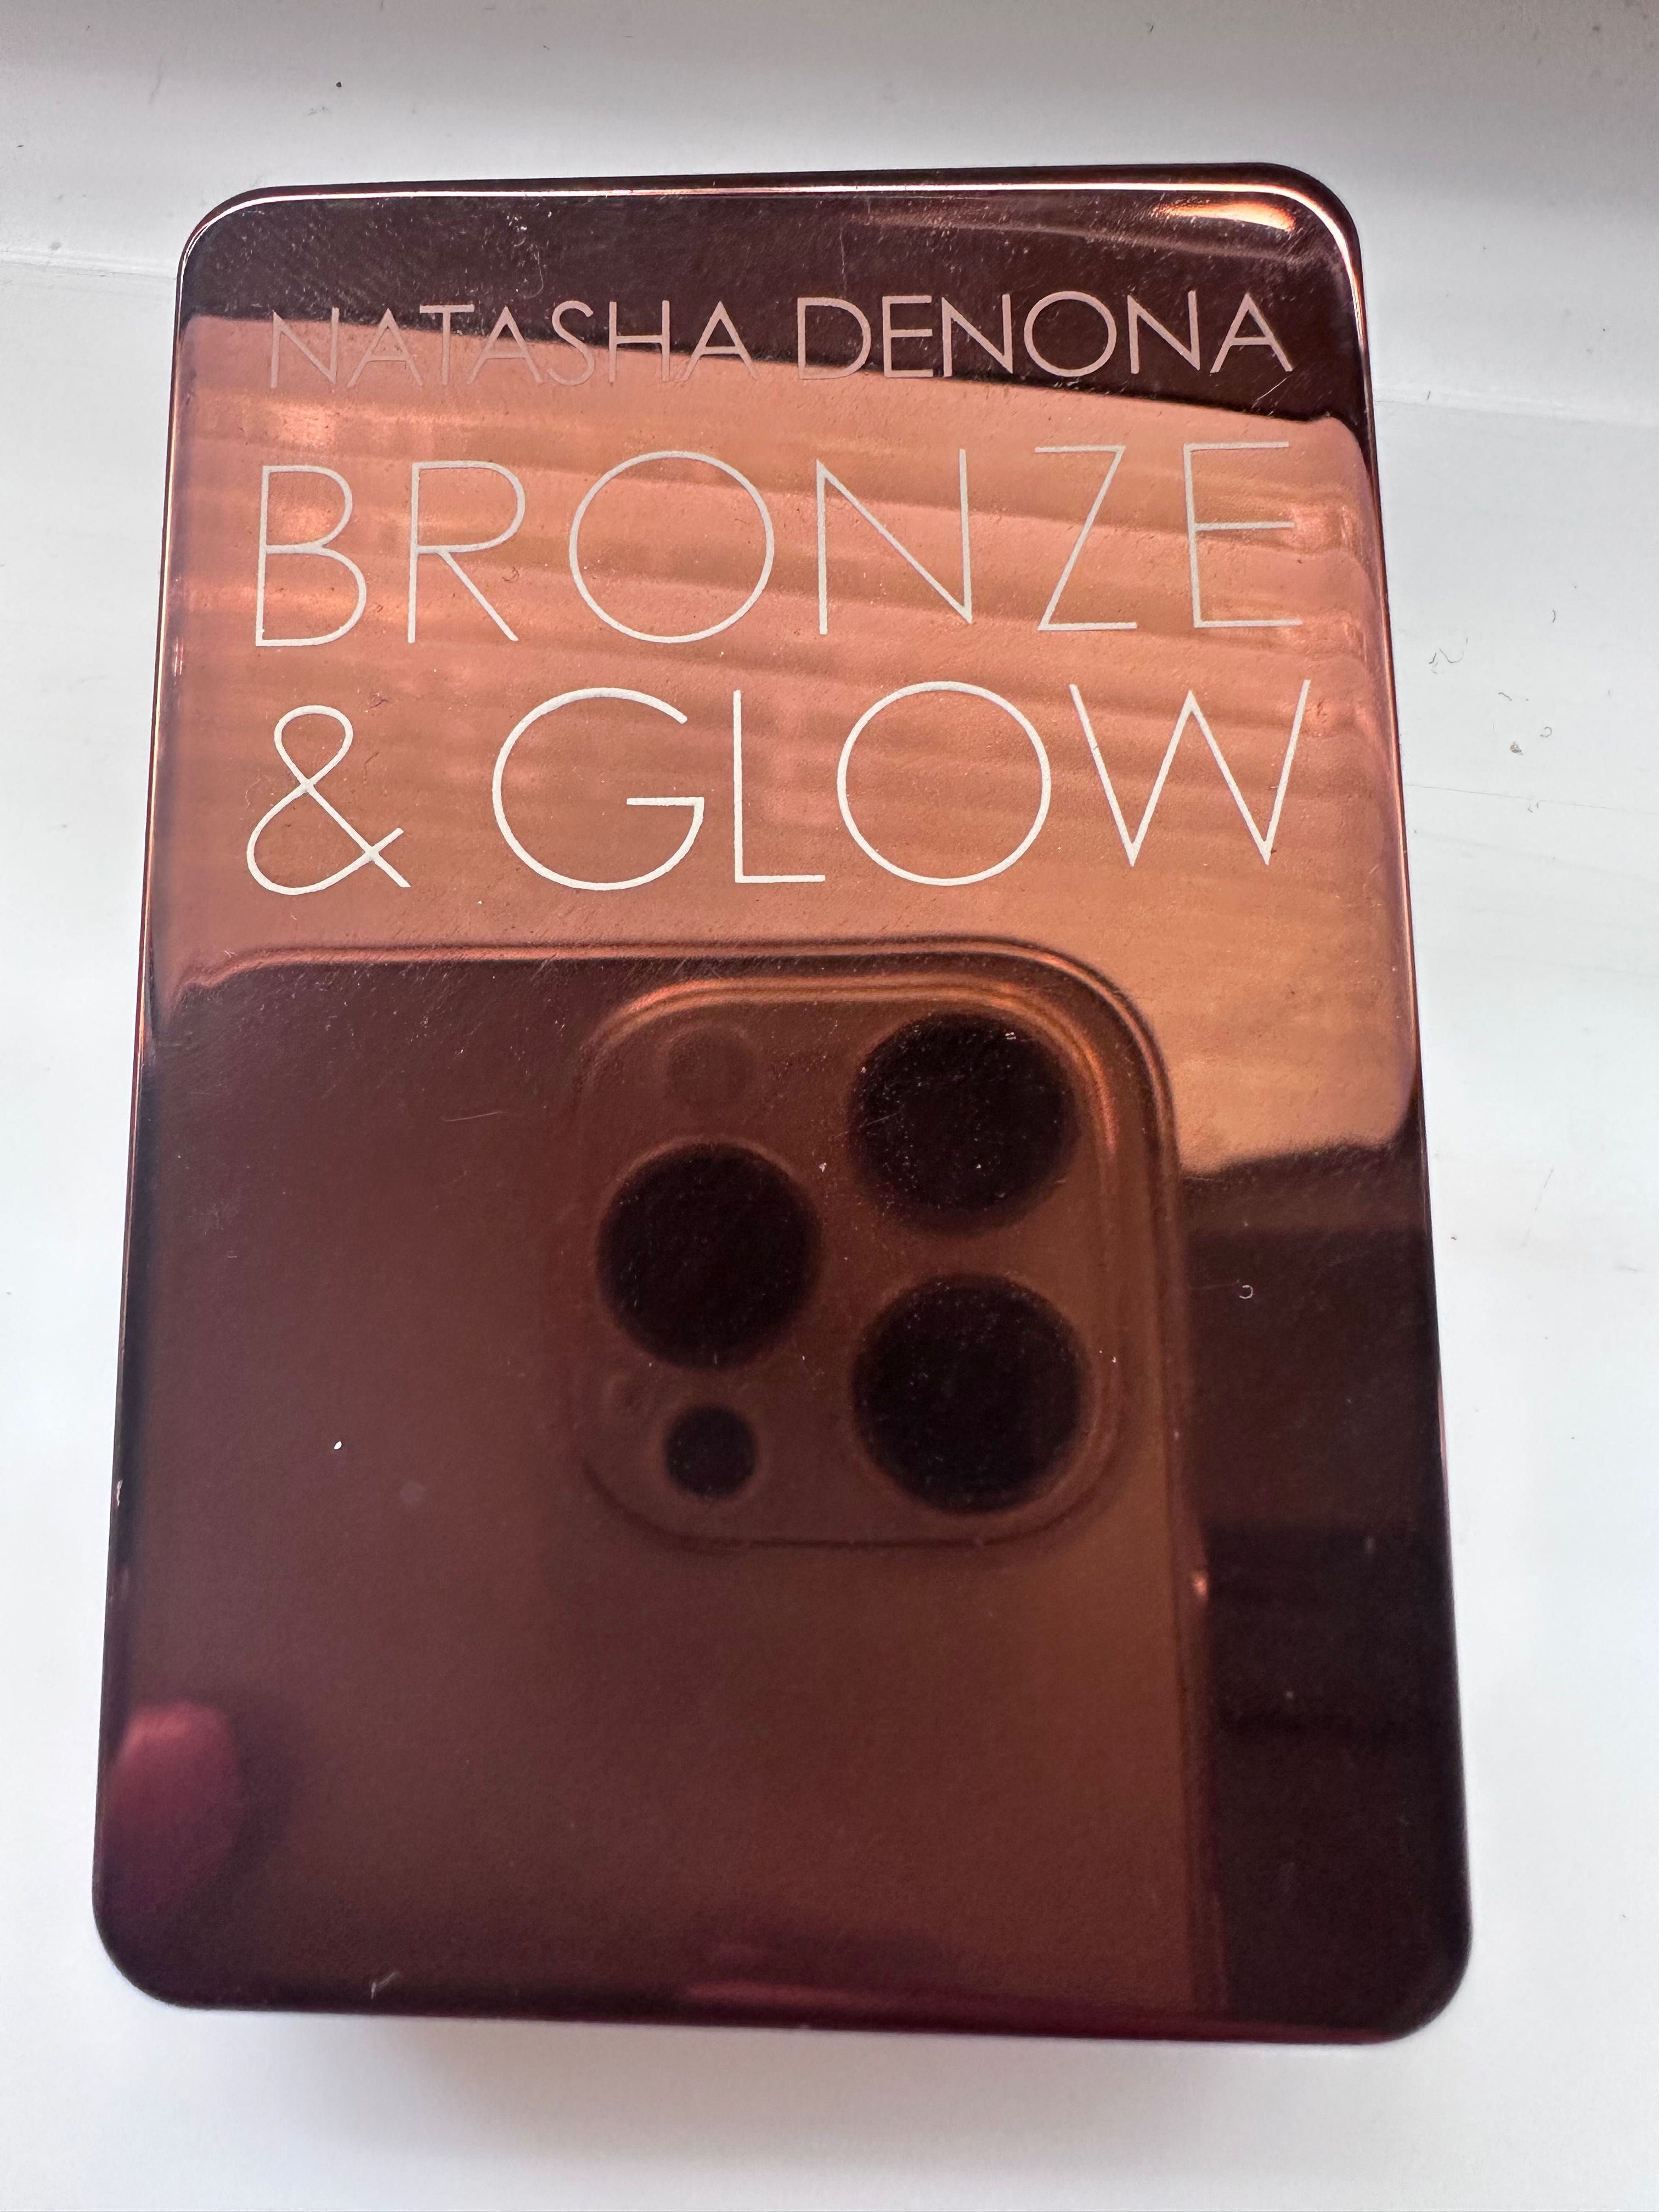 NATASHA DENONA
BRONZE
& GLOW